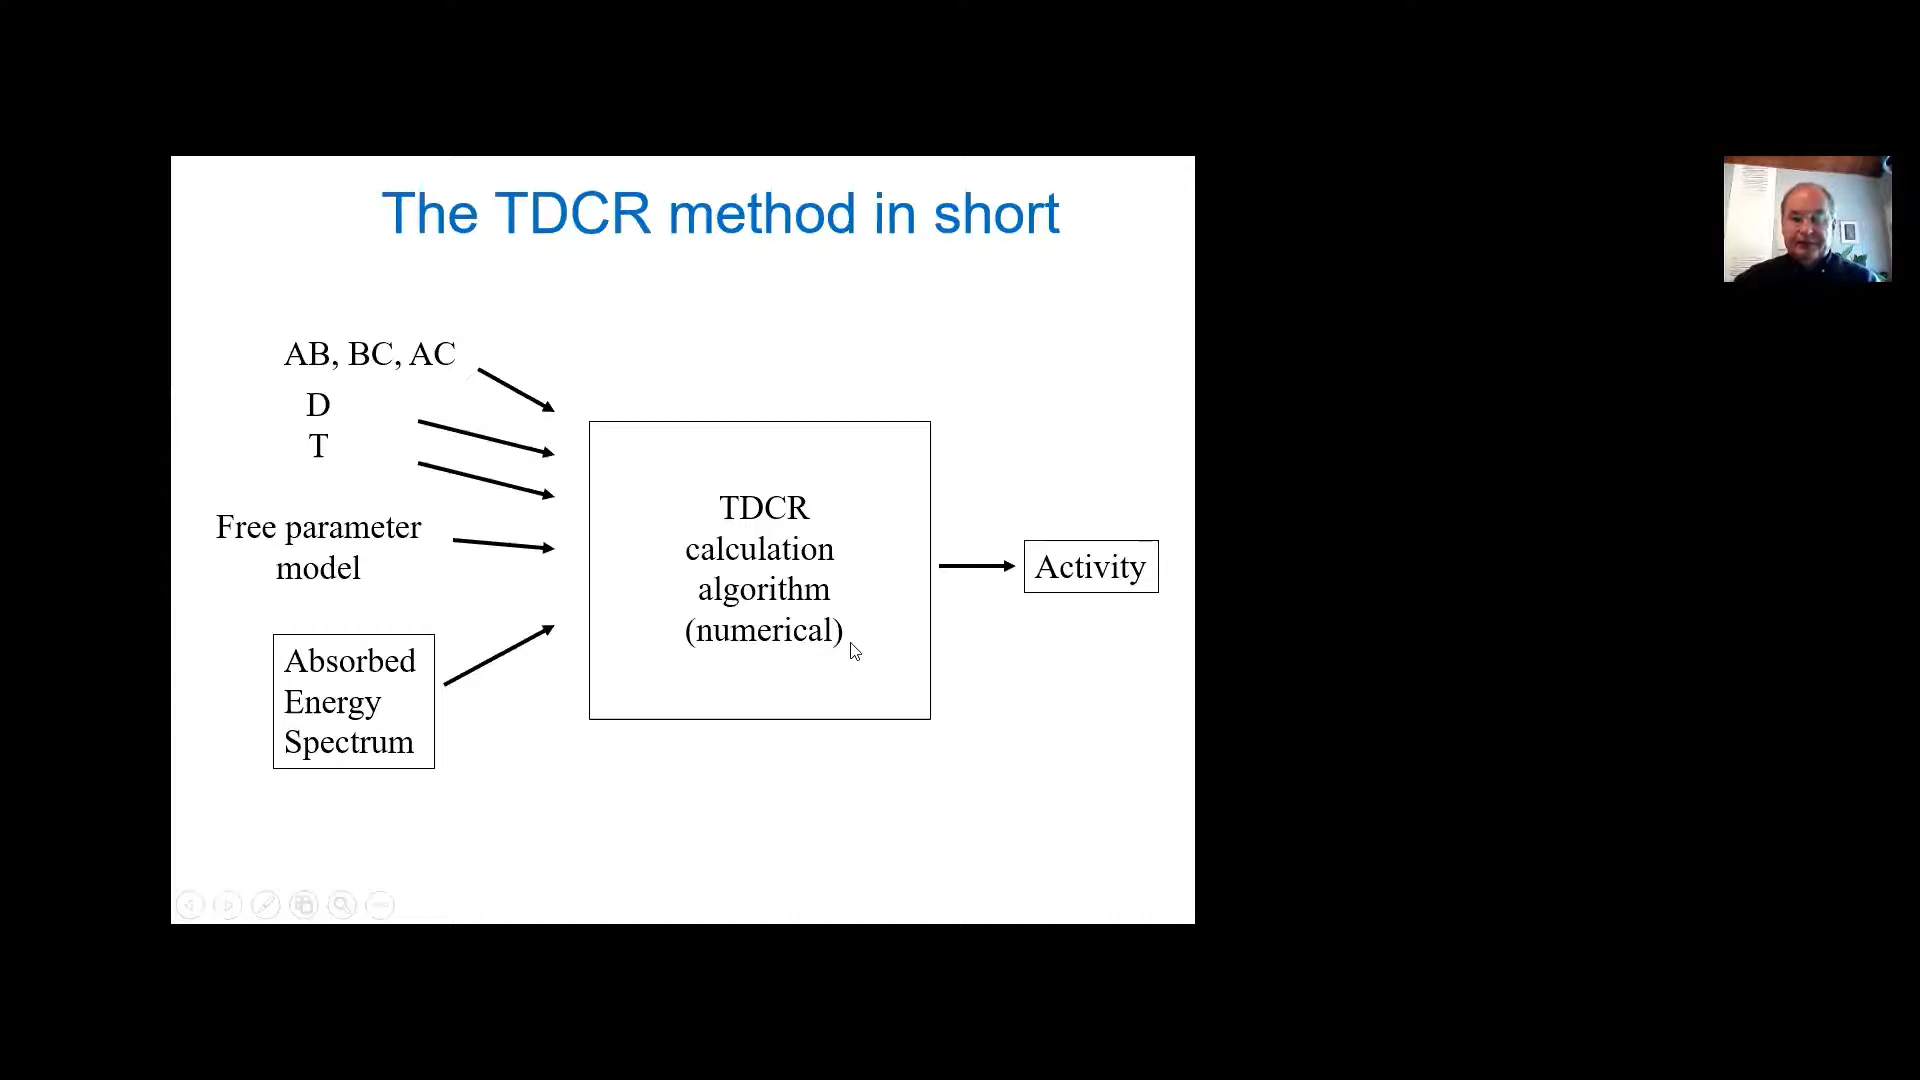 The TDCR method in short
AB, BC, AC
D
T
Free parameter
model
Absorbed
Energy
Spectrum
TDCR
calculation
algorithm
(numerical)
Activity